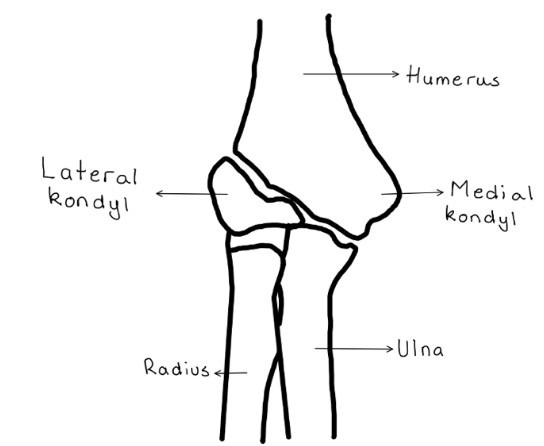 Humerus
Lateral
kondyl
Medial
kondyl
Ulna
Radius